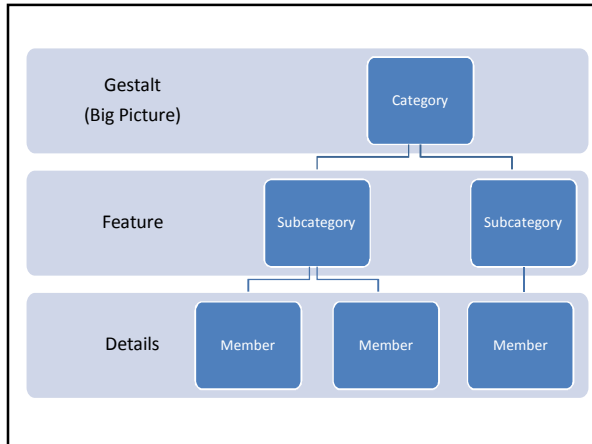 Gestalt
(Big Picture)
Category
Feature
Subcategory
Subcategory
Details
Member
Member
Member